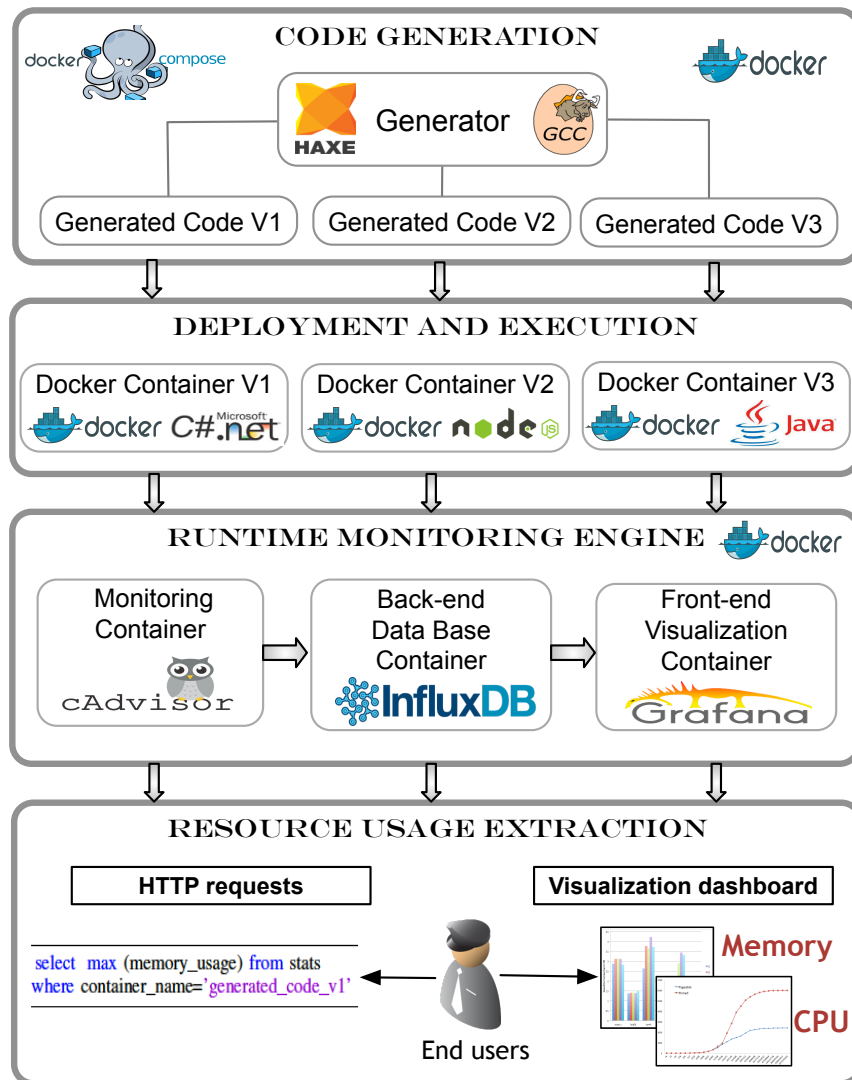 CODE GENERATION
docker compose
docker
HAXE
Generator
GCC
Generated Code V1
Generated Code V2
Generated Code V3
DEPLOYMENT AND EXECUTION
Docker Container V1
docker C# Microsoft .net
Docker Container V2
docker node JS
Docker Container V3
docker Java
RUNTIME MONITORING ENGINE
docker
Monitoring
Container
cAdvisor
Back-end
Data Base
Container
InfluxDB
Front-end
Visualization
Container
Grafana
RESOURCE USAGE EXTRACTION
HTTP requests
select max (memory_usage) from stats
where container_name='generated_code_v1’
End users
Visualization dashboard
Memory
CPU